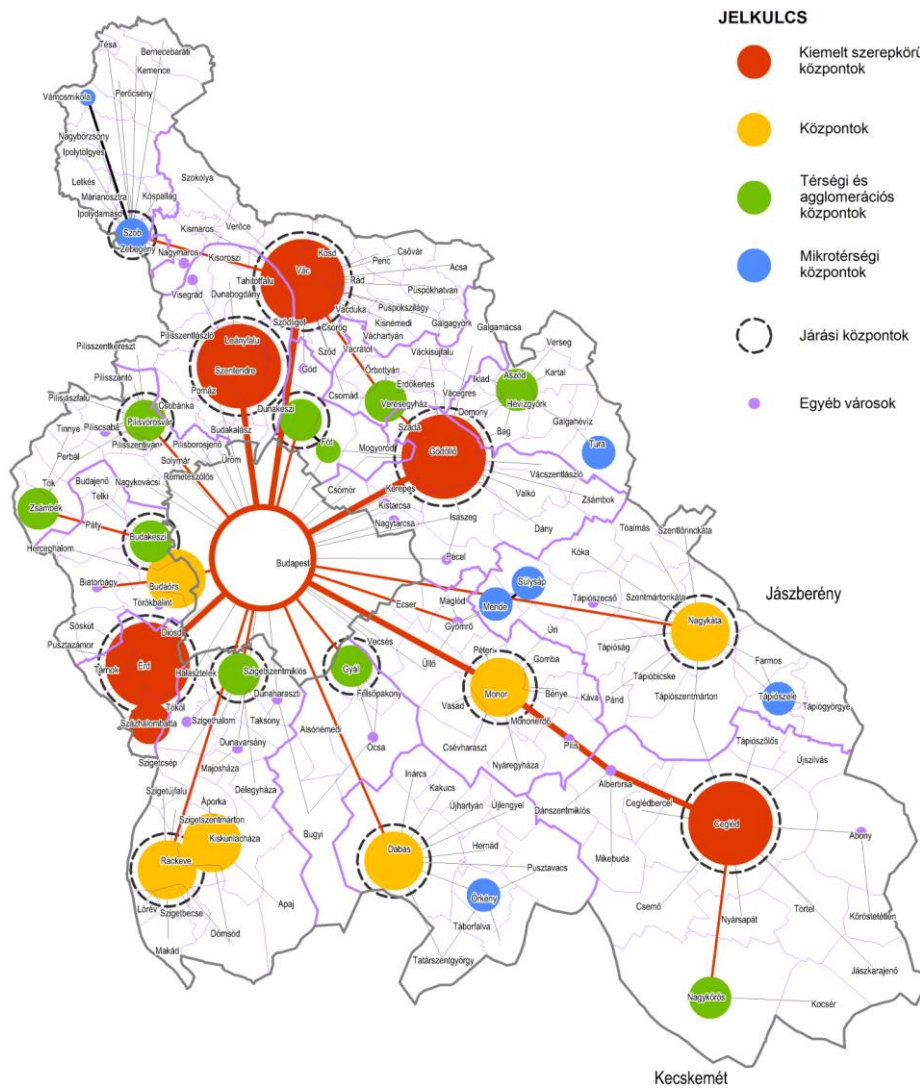 JELKULCS
Kiemelt szerepkörű
központok
Központok
Térségi és
agglomerációs
központok
Mikrotérségi
központok
Járási központok
Egyéb városok
Tésa
Bernecebaráti
Kemence
Perőcsény
Vámosmikola
Nagybörzsöny
Ipolytölgyes
Letkés
Márianosztra
Kóspallag
Ipolydamásd
Szob
Zebegény
Szokolya
Kismaros
Verőce
Nagymaros
Kisoroszi
Visegrád
Tahitótfalu
Dunabogdány
Kosd
Vác
Penc
Csővár
Rád
Acsa
Püspökhatvan
Vácduka
Püspökszilágy
Sződliget
Csörög
Kisnémedi
Galgagyörk
Váchartyán
Vácrátót
Sződ
Galgamácsa
Pilisszentlászló
Leányfalu
Szentendre
Göd
Őrbottyán
Váckisújfalu
Verseg
Kartal
Iklad
Aszód
Hévízgyörk
Pilisszentkereszt
Pilisszántó
Pomáz
Csomád
Erdőkertes
Veresegyház
Vácegres
Domony
Galgahévíz
Pilisjászfalu
Csobánka
Dunakeszi
Szada
Bag
Tura
Tinnye
Piliscsaba
Pilisvörösvár
Budakalász
Fót
Mogyoród
Gödöllő
Perbál
Pilisszentiván
Pilisborosjenő
Solymár
Üröm
Remeteszőlős
Csömör
Kerepes
Vácszentlászló
Valkó
Zsámbok
Tök
Budajenő
Nagykovácsi
Telki
Kistarcsa
Nagytarcsa
Isaszeg
Dány
Zsámbék
Páty
Budakeszi
Herceghalom
Budapest
Pécel
Tóalmás
Szentlőrinckáta
Kóka
Biatorbágy
Budaörs
Törökbálint
Sülysáp
Mende
Maglód
Ecser
Gyömrő
Tápiószecső
Szentmártonkáta
Jászberény
Sóskút
Pusztazámor
Diósd
Érd
Tárnok
Halásztelek
Szigetszentmiklós
Gyál
Vecsés
Üllő
Péteri
Úri
Gomba
Tápióság
Nagykáta
Farmos
Tápióbicske
Pánd
Tápiószentmárton
Tápiószele
Tápiógyörgye
Százhalombatta
Tököl
Szigethalom
Dunaharaszti
Taksony
Felsőpakony
Vasad
Monor
Bénye
Káva
Monorierdő
Alsónémedi
Ócsa
Csévharaszt
Pilis
Nyáregyháza
Szigetcsép
Dunavarsány
Majosháza
Délegyháza
Tápiószőlős
Újszilvás
Albertirsa
Ceglédbercel
Szigetújfalu
Áporka
Szigetszentmárton
Kiskunlacháza
Bugyi
Inárcs
Kakucs
Újhartyán
Újlengyel
Dánszentmiklós
Cegléd
Abony
Ráckeve
Dabas
Hernád
Pusztavacs
Mikebuda
Lórév
Szigetbecse
Apaj
Örkény
Csemő
Nyársapát
Törtel
Kőröstetétlen
Makád
Dömsöd
Táborfalva
Tatárszentgyörgy
Jászkarajenő
Nagykőrös
Kocsér
Kecskemét